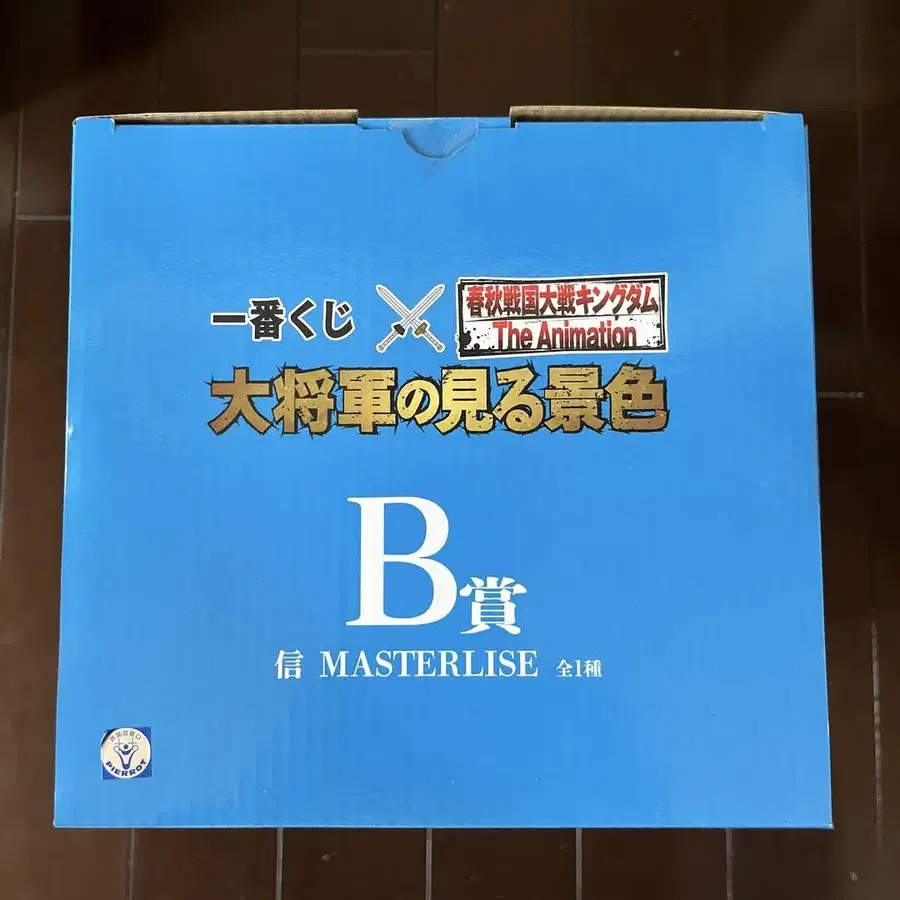 一番くじ
春秋戦国大戦キングダム
The Animation
大将軍の見る景色
B賞
信 MASTERLISE 全1種
PIERROT